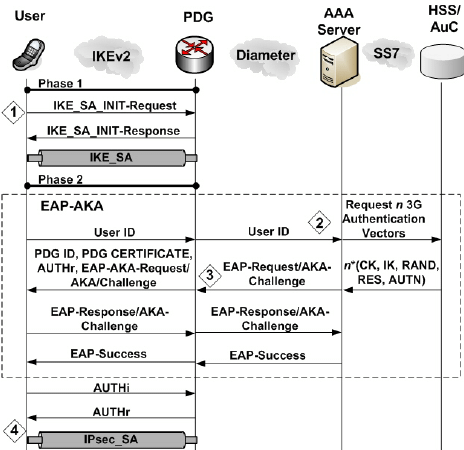 User
PDG
AAA
Server
HSS/
AuC
IKEv2
Diameter
SS7
Phase 1
1
IKE_SA_INIT-Request
IKE_SA_INIT-Response
IKE_SA
Phase 2
EAP-AKA
2
Request n 3G
Authentication
Vectors
User ID
User ID
PDG ID, PDG CERTIFICATE,
AUTHr, EAP-AKA-Request/
AKA/Challenge
3
EAP-Request/AKA-
Challenge
n*(CK, IK, RAND,
RES, AUTN)
EAP-Response/AKA-
Challenge
EAP-Response/AKA-
Challenge
EAP-Success
EAP-Success
AUTHi
AUTHr
4
IPsec_SA